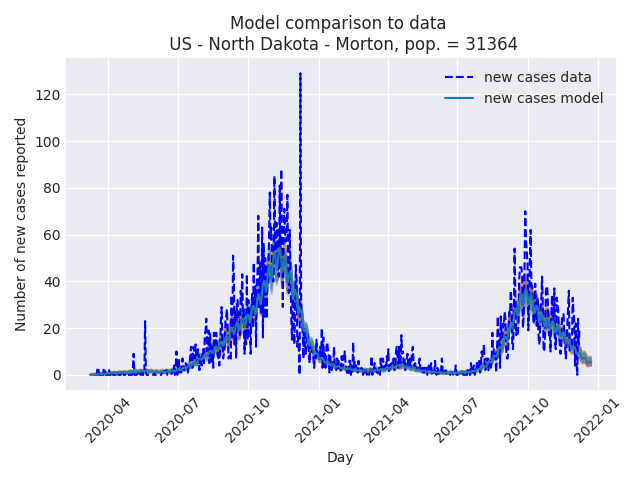 Model comparison to data
US - North Dakota - Morton, pop. = 31364
new cases data
new cases model
Number of new cases reported
120
100
80
60
40
20
0
2020-04
2020-07
2020-10
2021-01
2021-04
2021-07
2021-10
2022-01
Day